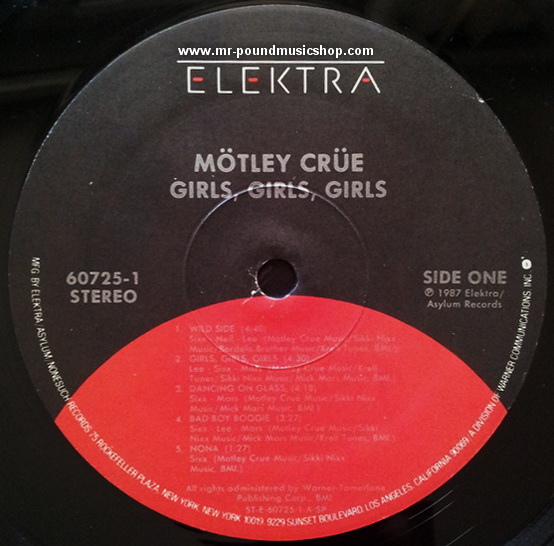 www.mr-poundmusicshop.com
ELEKTRA
MÖTLEY CRÜE
GIRLS, GIRLS, GIRLS
60725-1
STEREO
SIDE ONE
℗ 1987 Elektra/
Asylum Records
1. WILD SIDE (4:40)
Sixx - Neil - Lee (Motley Crue Music/Sikki Nixx
Music/Bordello Brother Music/Krell Tunes, BMI.)
2. GIRLS, GIRLS, GIRLS (4:30)
Lee - Sixx - Mars (Motley Crue Music/Krell
Tunes/Sikki Nixx Music/Mick Mars Music, BMI.)
3. DANCING ON GLASS, (4:18)
Sixx - Mars (Motley Crue Music/Sikki Nixx
Music/Mick Mars Music, BMI.)
4. BAD BOY BOOGIE (3:27)
Sixx - Lee - Mars (Motley Crue Music/Sikki
Nixx Music/Mick Mars Music/Krell Tunes, BMI.)
5. NONA (1:27)
Sixx (Motley Crue Music/Sikki Nixx
Music, BMI.)
All rights administered by Warner-Tamerlane
Publishing Corp., BMI
ST-E-60725-1-A-SP
MFG BY ELEKTRA/ASYLUM/NONESUCH RECORDS 75 ROCKEFELLER PLAZA, NEW YORK, NEW YORK 10019. 9229 SUNSET BOULEVARD, LOS ANGELES, CALIFORNIA 90069. A DIVISION OF WARNER COMMUNICATIONS, INC.